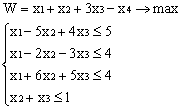 W = x1 + x2 + 3x3 − x4 → max
x1 − 5x2 + 4x3 ≤ 5
x1 − 2x2 − 3x3 ≤ 4
x1 + 6x2 + 5x3 ≤ 4
x2 + x3 ≤ 1